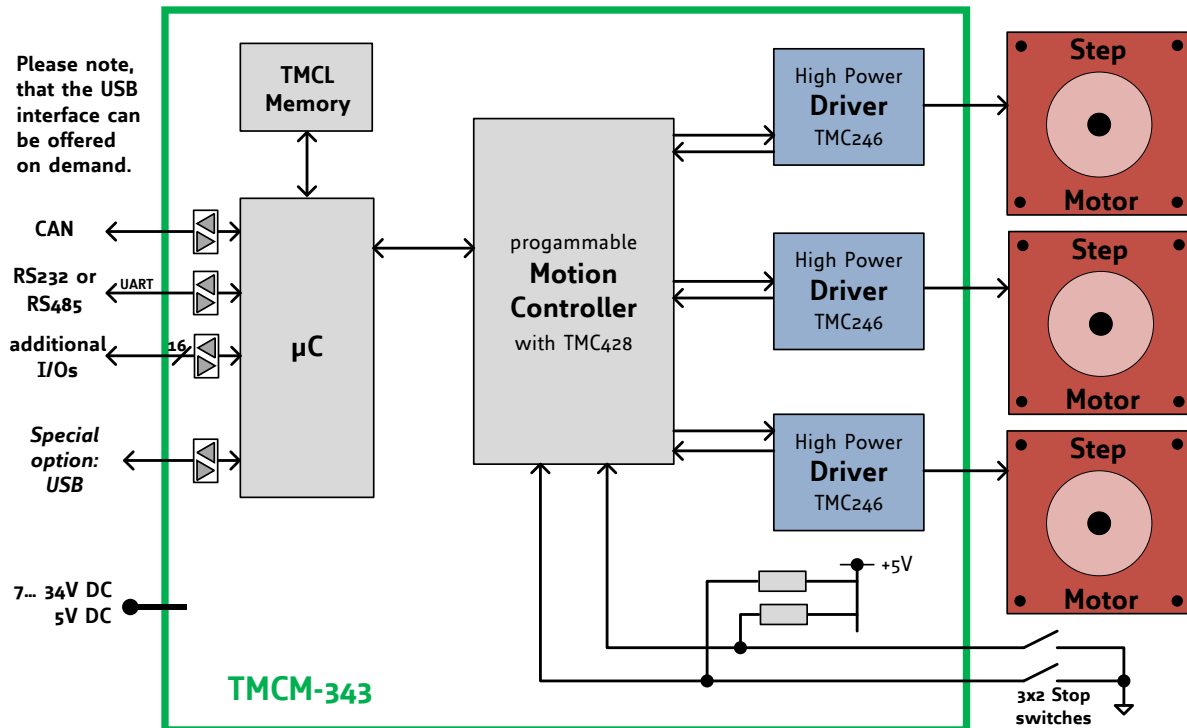 Please note,
that the USB
interface can
be offered
on demand.
CAN
RS232 or
RS485
UART
additional
I/Os
16
Special
option:
USB
7... 34V DC
5V DC
TMCL
Memory
µC
progammable
Motion
Controller
with TMC428
High Power
Driver
TMC246
High Power
Driver
TMC246
High Power
Driver
TMC246
Step
Motor
Step
Motor
Step
Motor
+5V
3x2 Stop
switches
TMCM-343